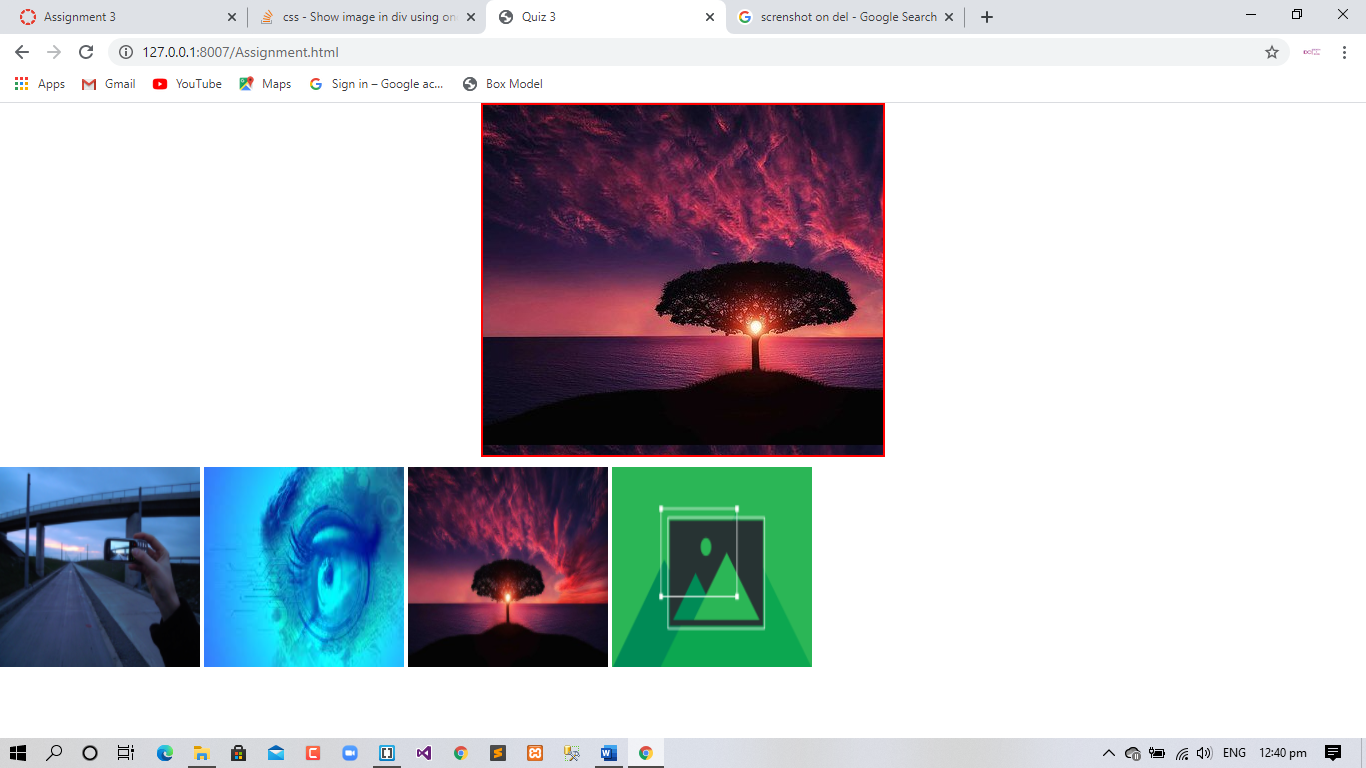 Assignment 3
css - Show image in div using on
Quiz 3
screnshot on del - Google Search
127.0.0.1:8007/Assignment.html
Apps
Gmail
YouTube
Maps
Sign in – Google ac...
Box Model
ENG
12:40 pm